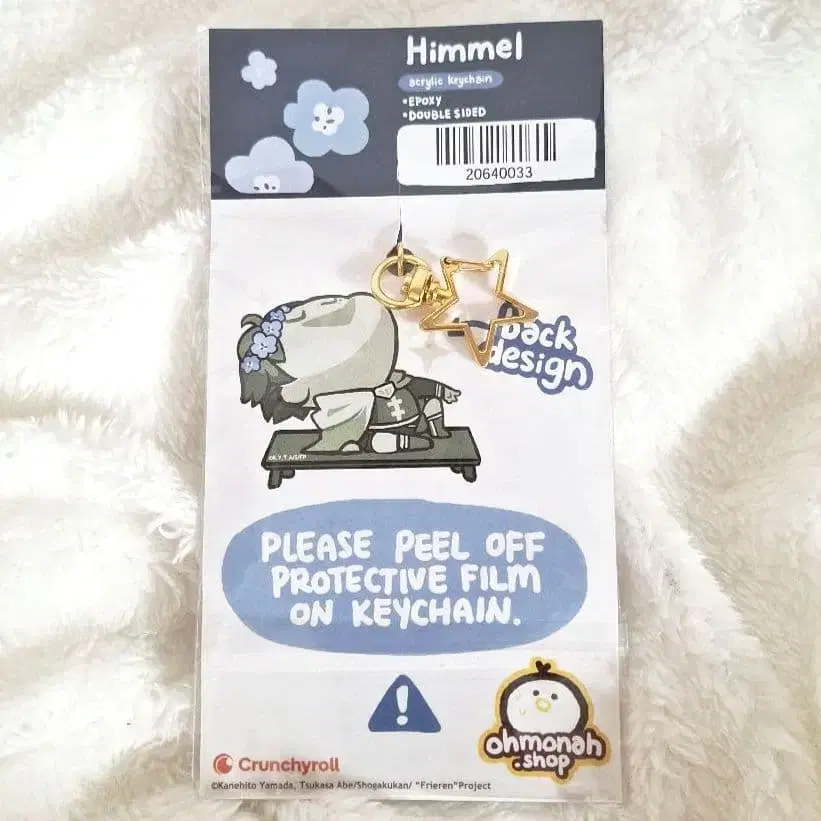 Himmel
acrylic keychain
•EPOXY
•DOUBLE SIDED
20640033
back
design
©K.Y,T.A/S/FP
PLEASE PEEL OFF
PROTECTIVE FILM
ON KEYCHAIN.
!
ohmonah
.shop
Crunchyroll
©Kanehito Yamada, Tsukasa Abe/Shogakukan/ "Frieren"Project